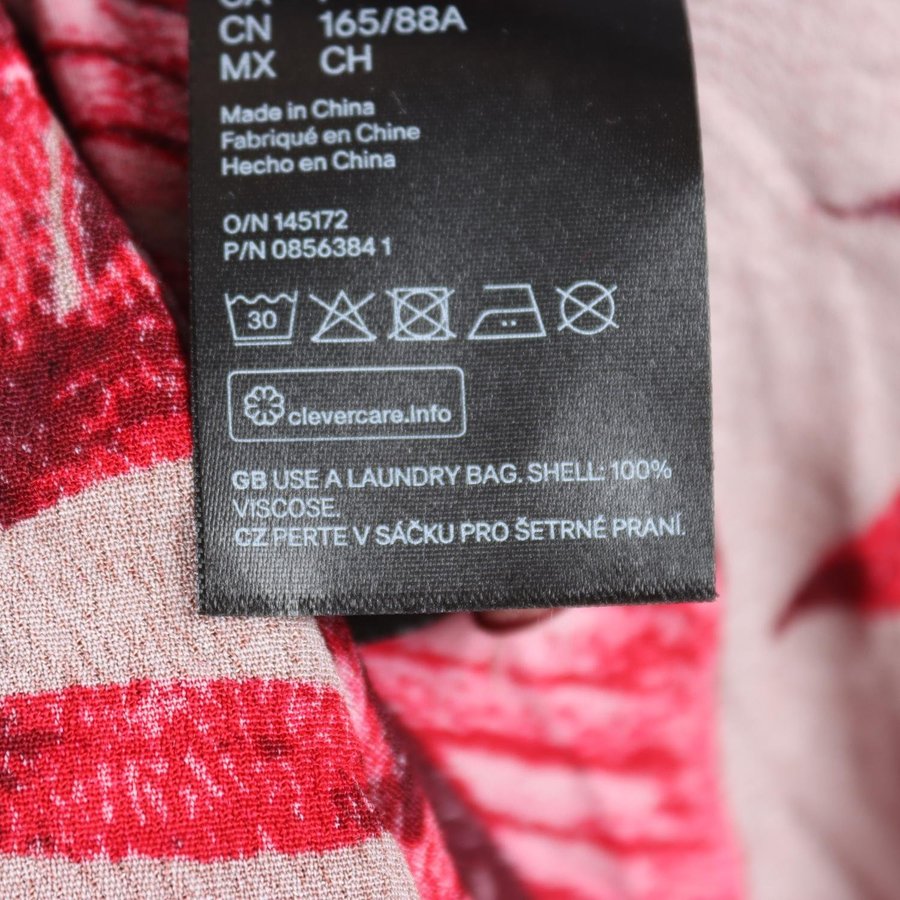 CN 165/88A
MX CH
Made in China
Fabriqué en Chine
Hecho en China
O/N 145172
P/N 0856384 1
30
clevercare.info
GB USE A LAUNDRY BAG. SHELL: 100%
VISCOSE.
CZ PERTE V SÁČKU PRO ŠETRNÉ PRANÍ.